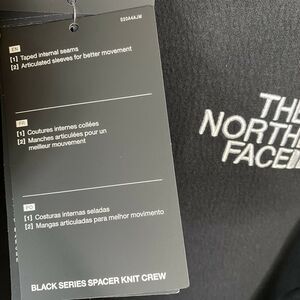 EN
[1] Taped internal seams
[2] Articulated sleeves for better movement
FR
[1] Coutures internes collées
[2] Manches articulées pour un
meilleur mouvement
PO
[1] Costuras internas seladas
[2] Mangas articuladas para melhor movimento
BLACK SERIES SPACER KNIT CREW
THE
NORTH
FACE